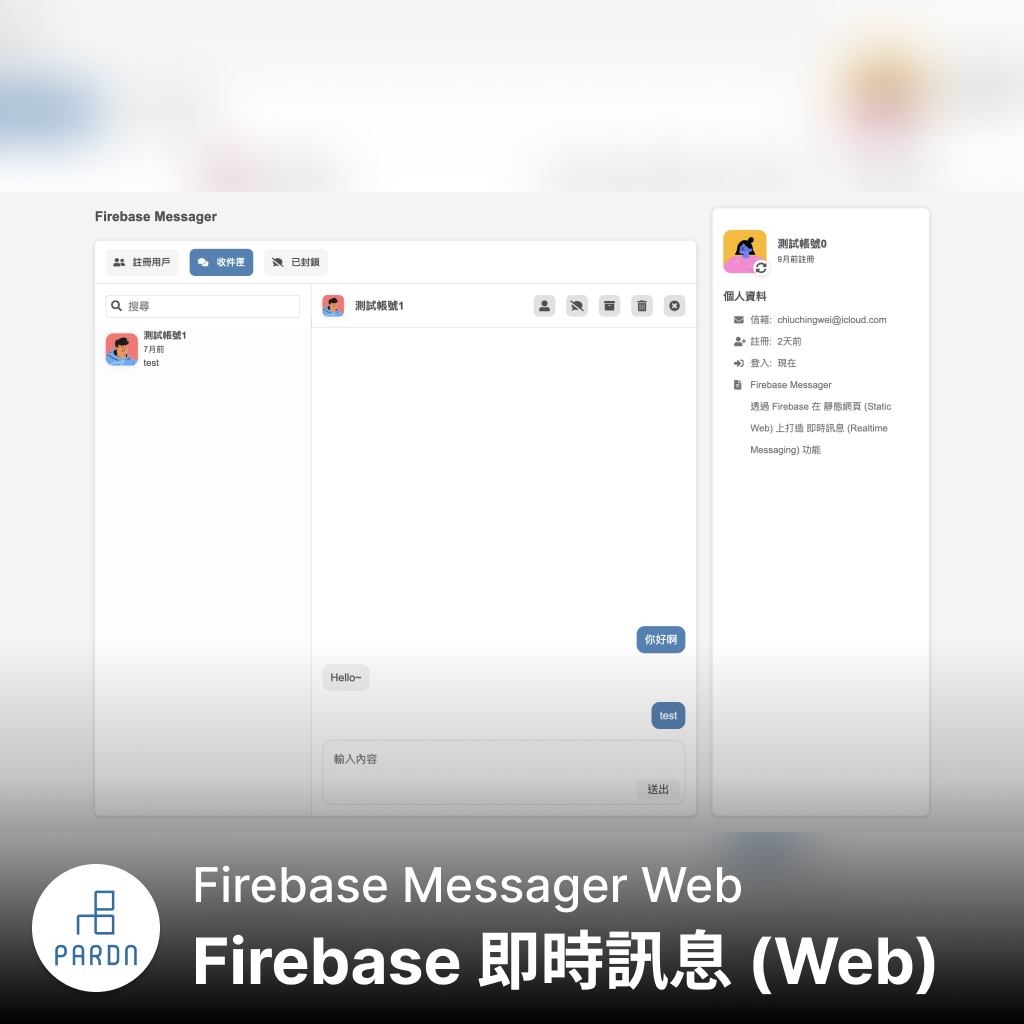 Firebase Messager
註冊用戶
收件匣
已封鎖
搜尋
測試帳號1
7月前
test
測試帳號1
你好啊
Hello~
test
輸入內容
送出
測試帳號0
9月前註冊
個人資料
信箱: chiuchingwei@icloud.com
註冊: 2天前
登入: 現在
Firebase Messager
透過 Firebase 在 靜態網頁 (Static
Web) 上打造 即時訊息 (Realtime
Messaging) 功能
PARDN
Firebase Messager Web
Firebase 即時訊息 (Web)